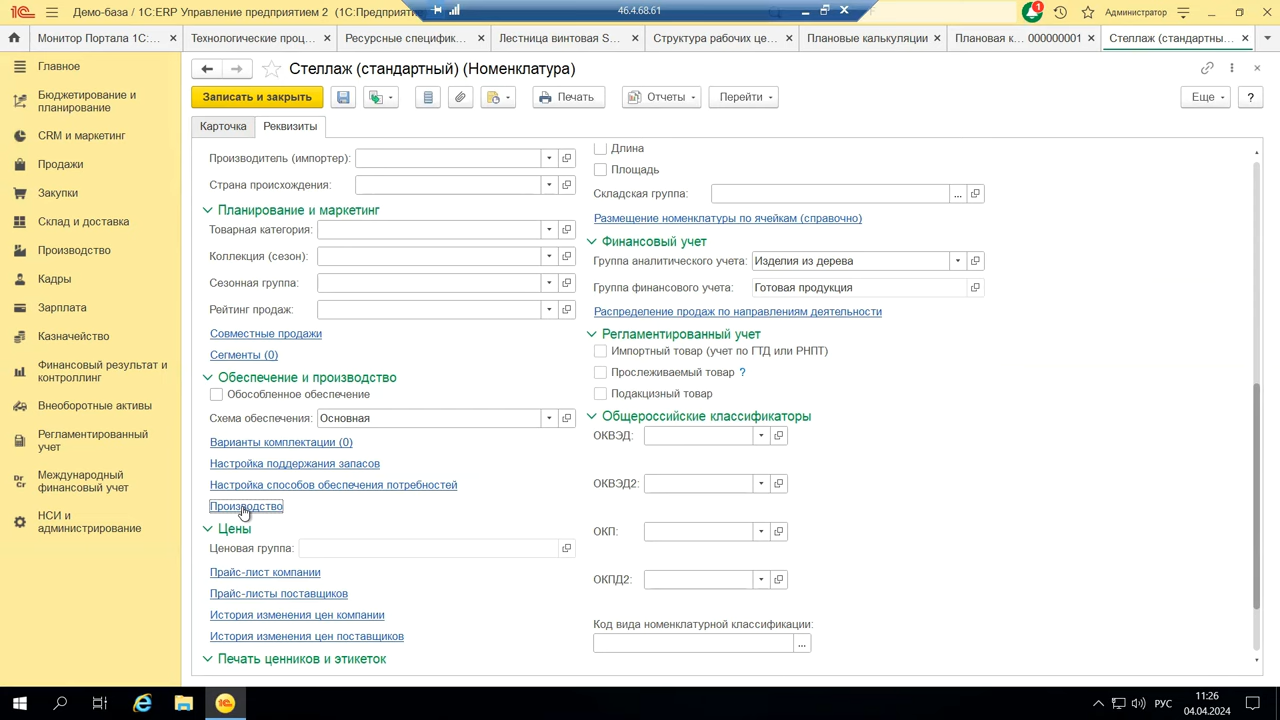 Демо-база / 1С:ERP Управление предприятием 2 (1С:Предприяти
46.4.68.61
1
Администратор
Монитор Портала 1С:...
Технологические проц...
Ресурсные специфик...
Лестница винтовая S...
Структура рабочих це...
Плановые калькуляции
Плановая к... 000000001
Стеллаж (стандартны...
Главное
Бюджетирование и
планирование
CRM и маркетинг
Продажи
Закупки
Склад и доставка
Производство
Кадры
Зарплата
Казначейство
Финансовый результат и
контроллинг
Внеоборотные активы
Регламентированный
учет
Международный
финансовый учет
НСИ и
администрирование
Стеллаж (стандартный) (Номенклатура)
Записать и закрыть
Печать
Отчеты
Перейти
Еще
?
Карточка
Реквизиты
Производитель (импортер):
Страна происхождения:
Планирование и маркетинг
Товарная категория:
Коллекция (сезон):
Сезонная группа:
Рейтинг продаж:
Совместные продажи
Сегменты (0)
Обеспечение и производство
Обособленное обеспечение
Схема обеспечения: Основная
Варианты комплектации (0)
Настройка поддержания запасов
Настройка способов обеспечения потребностей
Производство
Цены
Ценовая группа:
Прайс-лист компании
Прайс-листы поставщиков
История изменения цен компании
История изменения цен поставщиков
Печать ценников и этикеток
Длина
Площадь
Складская группа:
Размещение номенклатуры по ячейкам (справочно)
Финансовый учет
Группа аналитического учета: Изделия из дерева
Группа финансового учета: Готовая продукция
Распределение продаж по направлениям деятельности
Регламентированный учет
Импортный товар (учет по ГТД или РНПТ)
Прослеживаемый товар ?
Подакцизный товар
Общероссийские классификаторы
ОКВЭД:
ОКВЭД2:
ОКП:
ОКПД2:
Код вида номенклатурной классификации:
РУС
11:26
04.04.2024